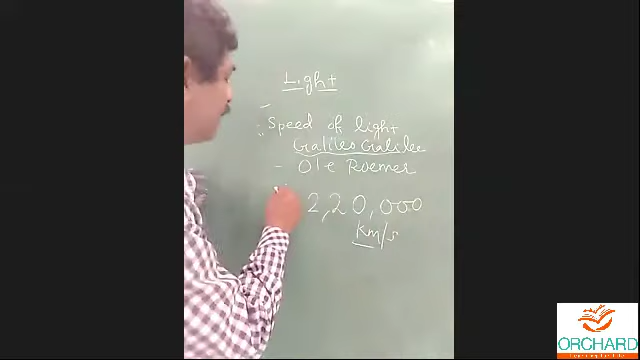 Light
Speed of light
Galileo Galilee
- Ole Roemer
2,20,000
km/s
ORCHARD